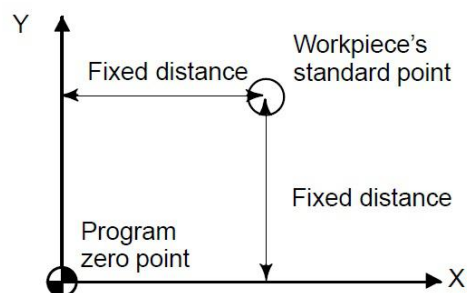 Y
Workpiece's
standard point
Fixed distance
Fixed distance
Program
zero point
X